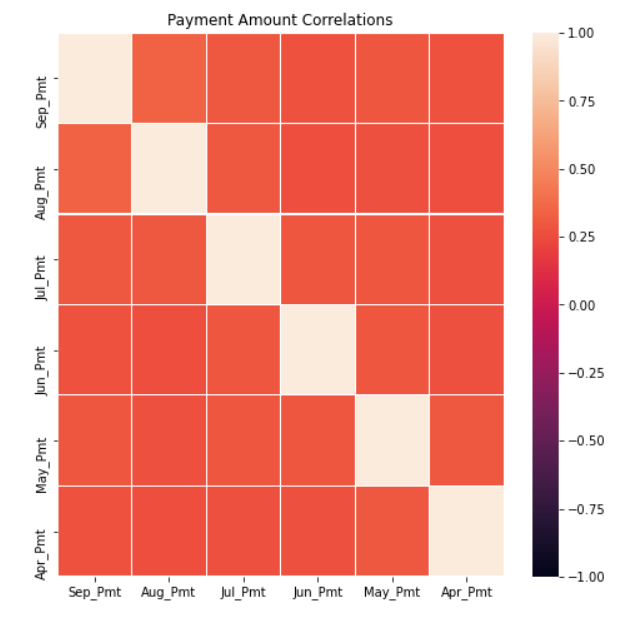 Payment Amount Correlations
Sep_Pmt
Aug_Pmt
Jul_Pmt
Jun_Pmt
May_Pmt
Apr_Pmt
Sep_Pmt Aug_Pmt Jul_Pmt Jun_Pmt May_Pmt Apr_Pmt
1.00
0.75
0.50
0.25
0.00
−0.25
−0.50
−0.75
−1.00